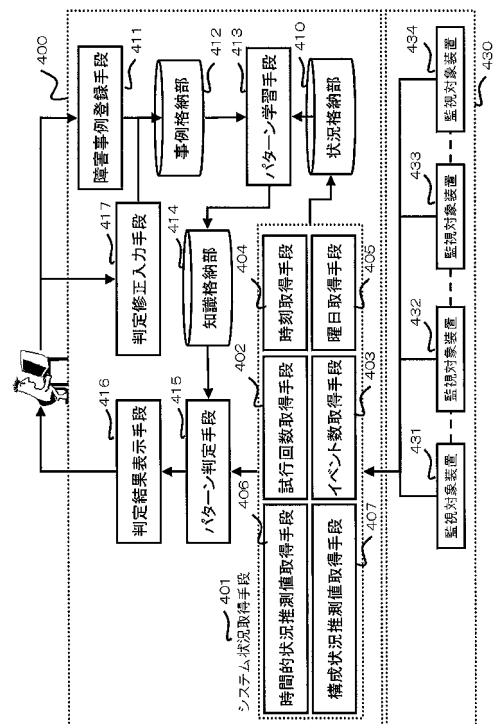 400
障害事例登録手段
411
判定修正入力手段
417
事例格納部
412
パターン学習手段
413
状況格納部
410
知識格納部
414
判定結果表示手段
416
パターン判定手段
415
システム状況取得手段
401
時間的状況推測値取得手段
406
試行回数取得手段
402
時刻取得手段
404
構成状況推測値取得手段
407
イベント数取得手段
403
曜日取得手段
405
監視対象装置
431
監視対象装置
432
監視対象装置
433
監視対象装置
434
430